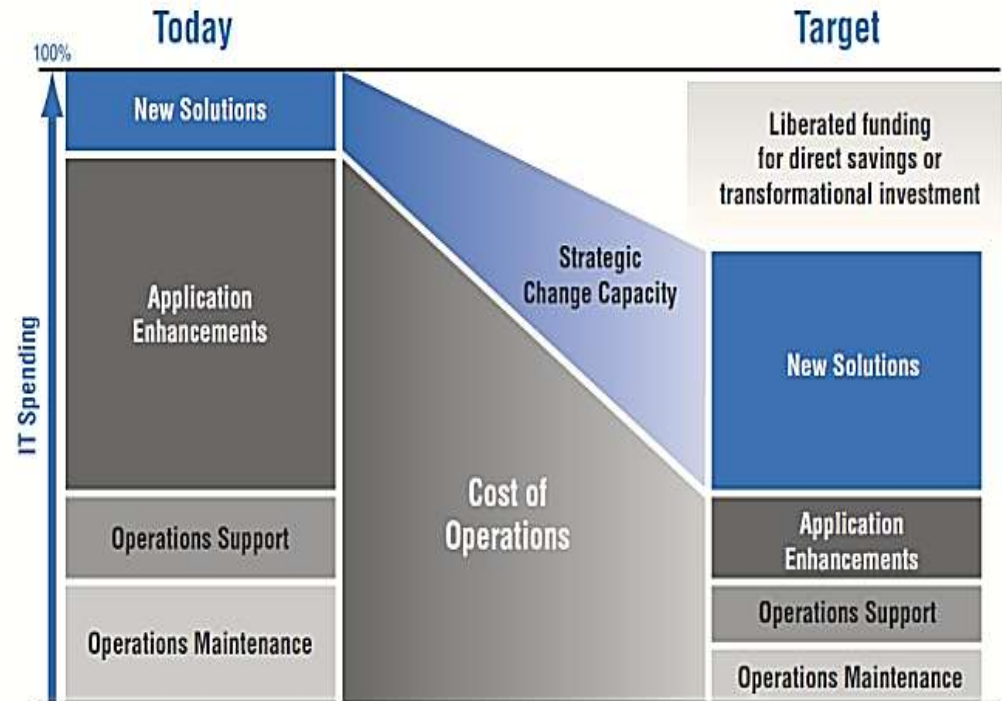 Today
Target
100%
IT Spending
New Solutions
Application
Enhancements
Operations Support
Operations Maintenance
Strategic
Change Capacity
Cost of
Operations
Liberated funding
for direct savings or
transformational investment
New Solutions
Application
Enhancements
Operations Support
Operations Maintenance